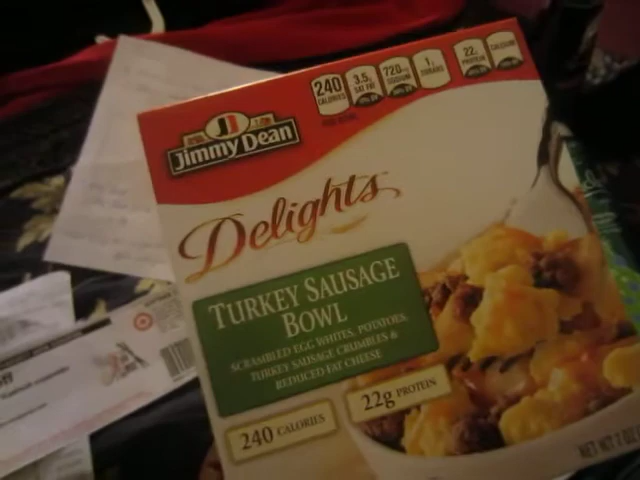 240
CALORIES
3.5g
SAT FAT
720mg
SODIUM
1g
SUGARS
22g
PROTEIN
CALCIUM
Jimmy Dean
Delights
TURKEY SAUSAGE
BOWL
SCRAMBLED EGG WHITES, POTATOES,
TURKEY SAUSAGE CRUMBLES &
REDUCED FAT CHEESE
240 CALORIES
22g PROTEIN
NET WT 7 OZ